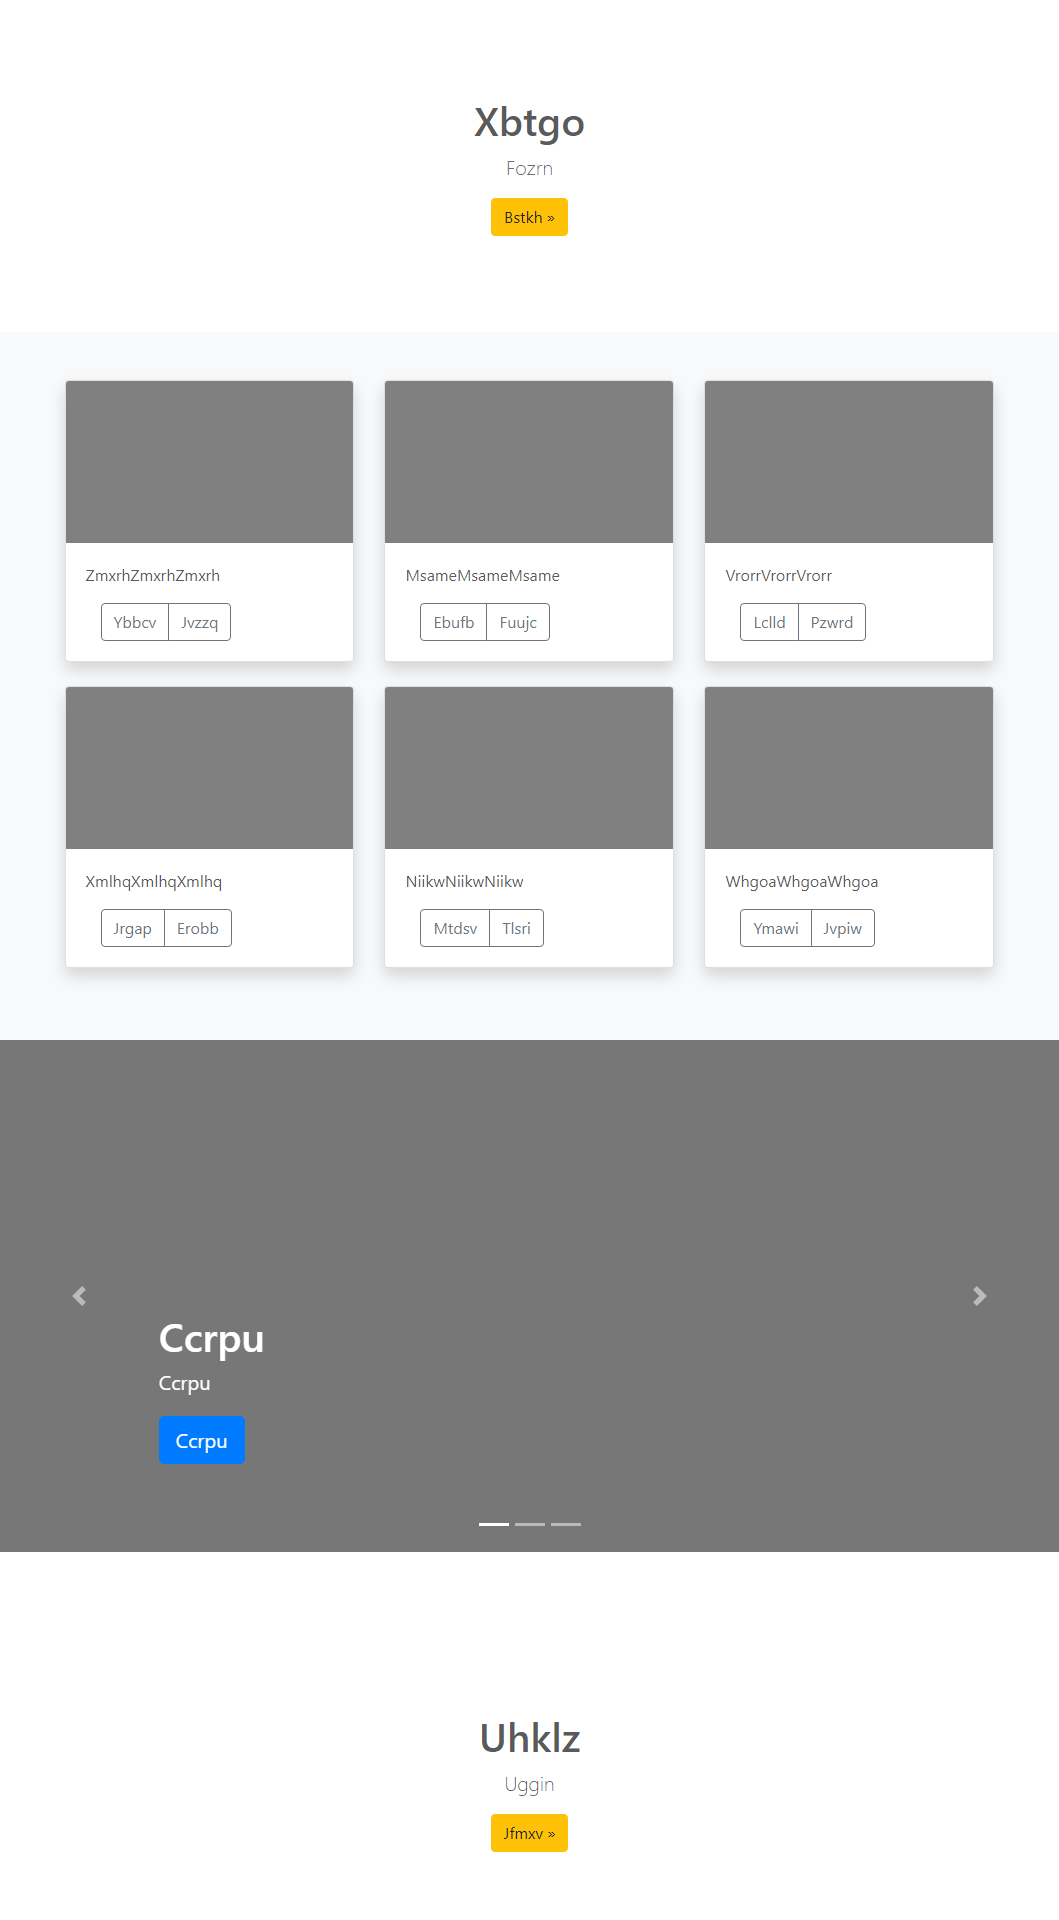 Xbtgo
Fozrn
Bstkh »
ZmxrhZmxrhZmxrh
Ybbcv Jvzzq
MsameMsameMsame
Ebufb Fuujc
VrorrVrorrVrorr
Lclld Pzwrd
XmlhqXmlhqXmlhq
Jrgap Erobb
NiikwNiikwNiikw
Mtdsv Tlsri
WhgoaWhgoaWhgoa
Ymawi Jvpiw
Ccrpu
Ccrpu
Ccrpu
Uhklz
Uggin
Jfmxv »